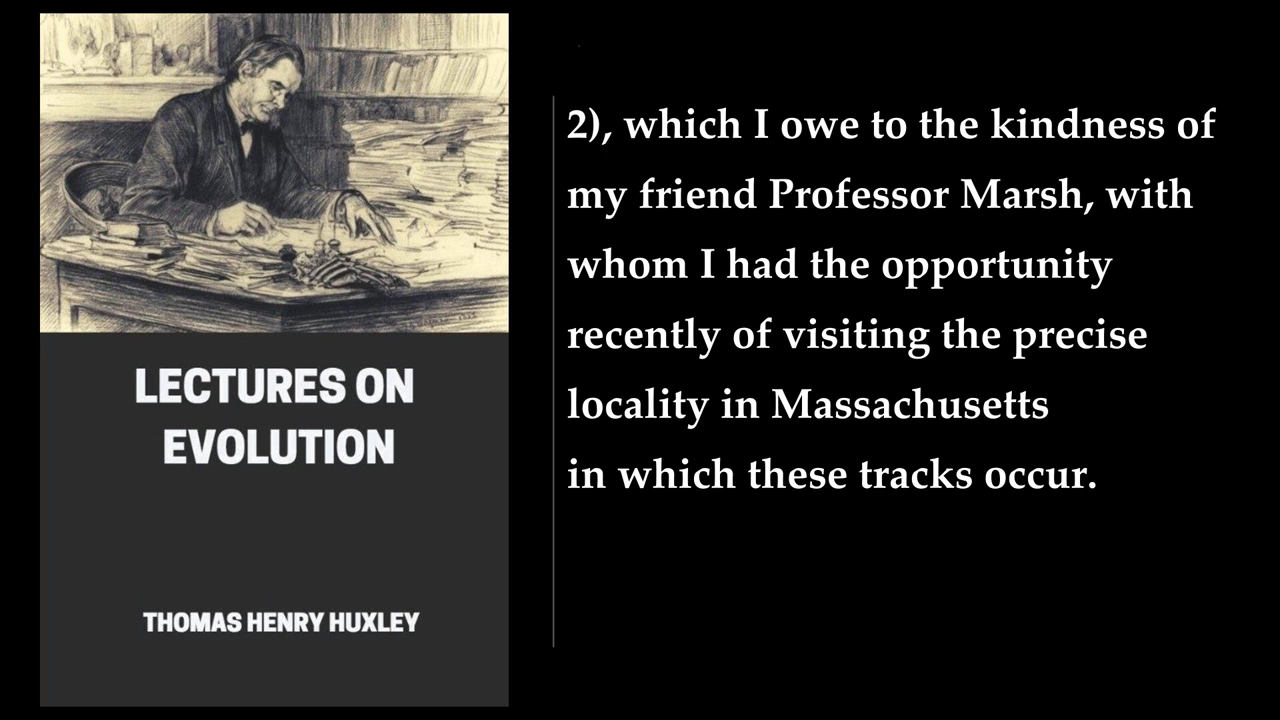 LECTURES ON
EVOLUTION
THOMAS HENRY HUXLEY
2), which I owe to the kindness of
my friend Professor Marsh, with
whom I had the opportunity
recently of visiting the precise
locality in Massachusetts
in which these tracks occur.